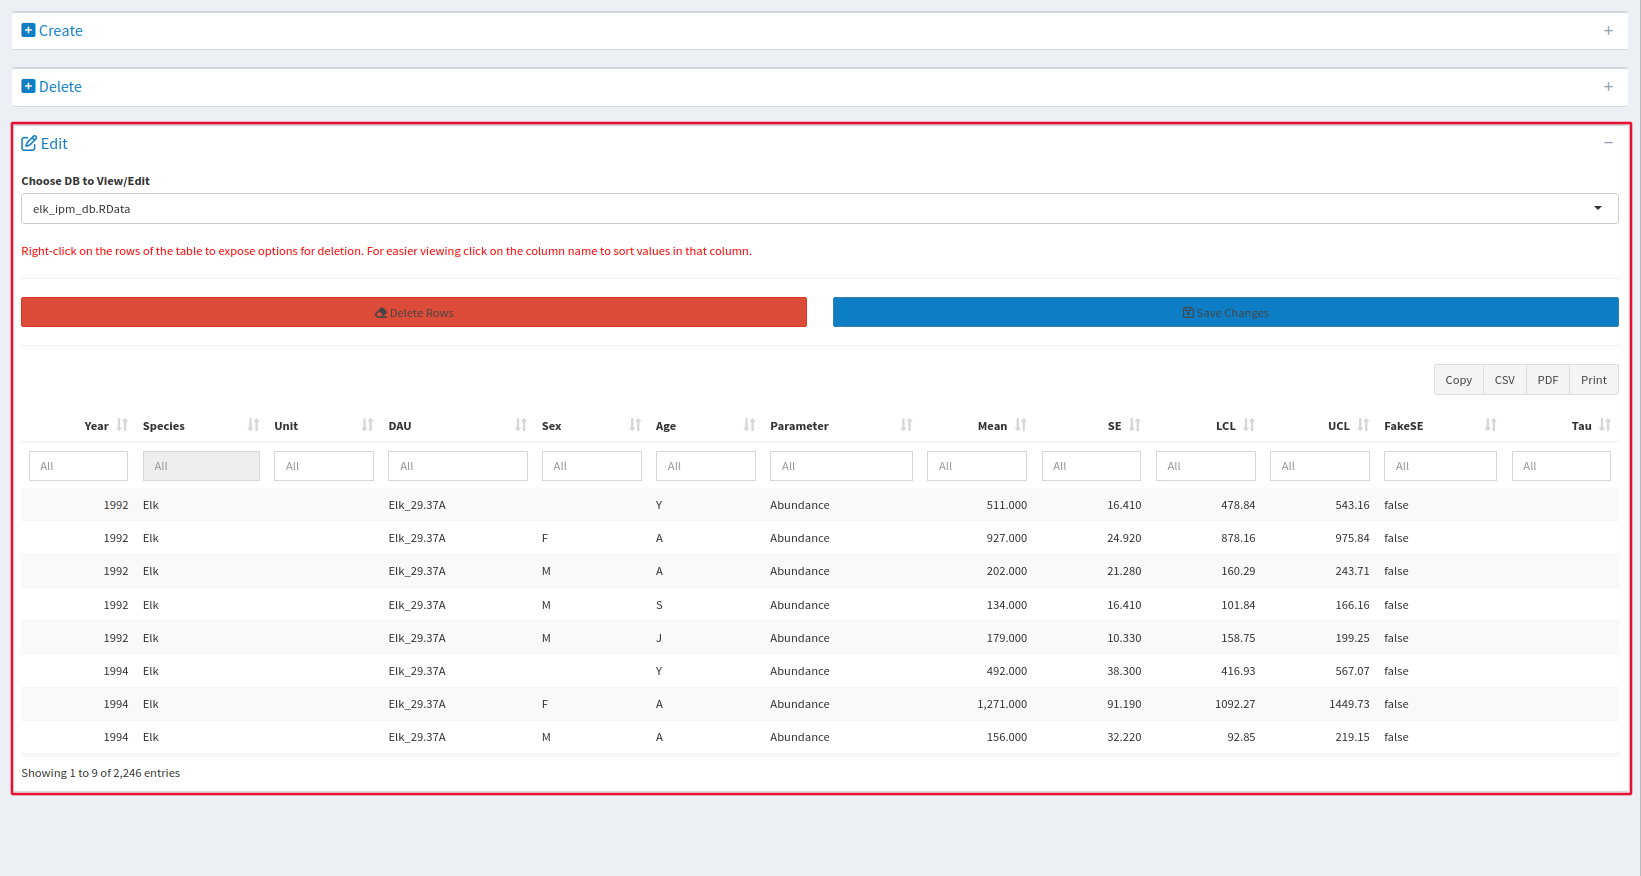 Create +
Delete +
Edit −
Choose DB to View/Edit
elk_ipm_db.RData
Right-click on the rows of the table to expose options for deletion. For easier viewing click on the column name to sort values in that column.
Delete Rows Save Changes
Copy CSV PDF Print
Year Species Unit DAU Sex Age Parameter Mean SE LCL UCL FakeSE Tau
All All All All All All All All All All All All All
1992 Elk Elk_29.37A Y Abundance 511.000 16.410 478.84 543.16 false
1992 Elk Elk_29.37A F A Abundance 927.000 24.920 878.16 975.84 false
1992 Elk Elk_29.37A M A Abundance 202.000 21.280 160.29 243.71 false
1992 Elk Elk_29.37A M S Abundance 134.000 16.410 101.84 166.16 false
1992 Elk Elk_29.37A M J Abundance 179.000 10.330 158.75 199.25 false
1994 Elk Elk_29.37A Y Abundance 492.000 38.300 416.93 567.07 false
1994 Elk Elk_29.37A F A Abundance 1,271.000 91.190 1092.27 1449.73 false
1994 Elk Elk_29.37A M A Abundance 156.000 32.220 92.85 219.15 false
Showing 1 to 9 of 2,246 entries